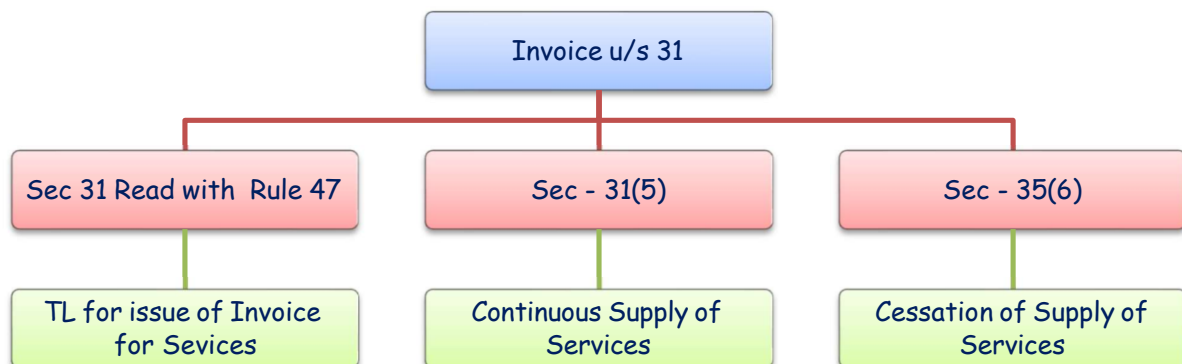 Invoice u/s 31
Sec 31 Read with Rule 47
Sec - 31(5)
Sec - 35(6)
TL for issue of Invoice
for Sevices
Continuous Supply of
Services
Cessation of Supply of
Services